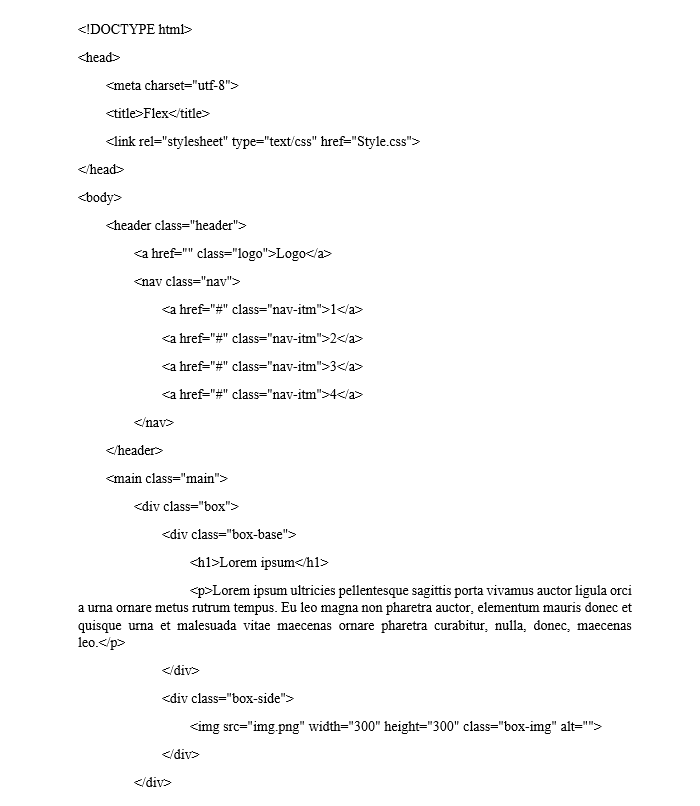 <!DOCTYPE html>
<head>
<meta charset="utf-8">
<title>Flex</title>
<link rel="stylesheet" type="text/css" href="Style.css">
</head>
<body>
<header class="header">
<a href="" class="logo">Logo</a>
<nav class="nav">
<a href="#" class="nav-itm">1</a>
<a href="#" class="nav-itm">2</a>
<a href="#" class="nav-itm">3</a>
<a href="#" class="nav-itm">4</a>
</nav>
</header>
<main class="main">
<div class="box">
<div class="box-base">
<h1>Lorem ipsum</h1>
<p>Lorem ipsum ultricies pellentesque sagittis porta vivamus auctor ligula orci
a urna ornare metus rutrum tempus. Eu leo magna non pharetra auctor, elementum mauris donec et
quisque urna et malesuada vitae maecenas ornare pharetra curabitur, nulla, donec, maecenas
leo.</p>
</div>
<div class="box-side">
<img src="img.png" width="300" height="300" class="box-img" alt="">
</div>
</div>